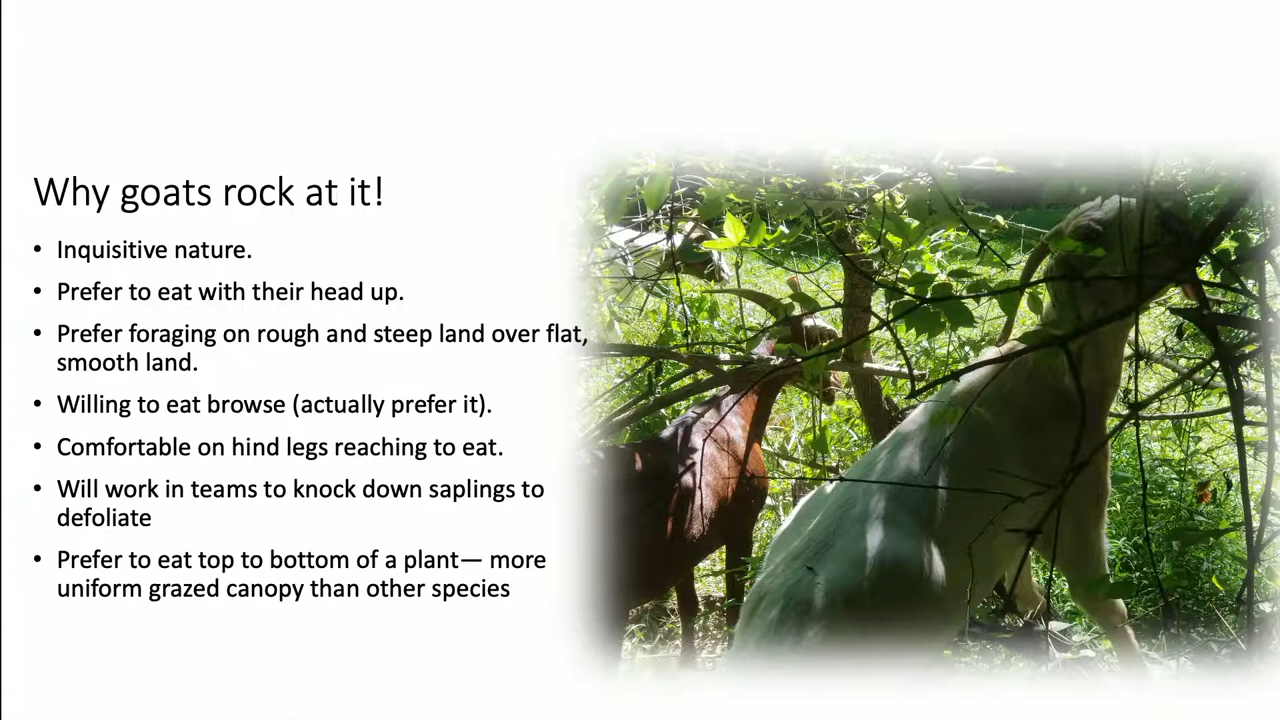 Why goats rock at it!
• Inquisitive nature.
• Prefer to eat with their head up.
• Prefer foraging on rough and steep land over flat,
smooth land.
• Willing to eat browse (actually prefer it).
• Comfortable on hind legs reaching to eat.
• Will work in teams to knock down saplings to
defoliate
• Prefer to eat top to bottom of a plant— more
uniform grazed canopy than other species